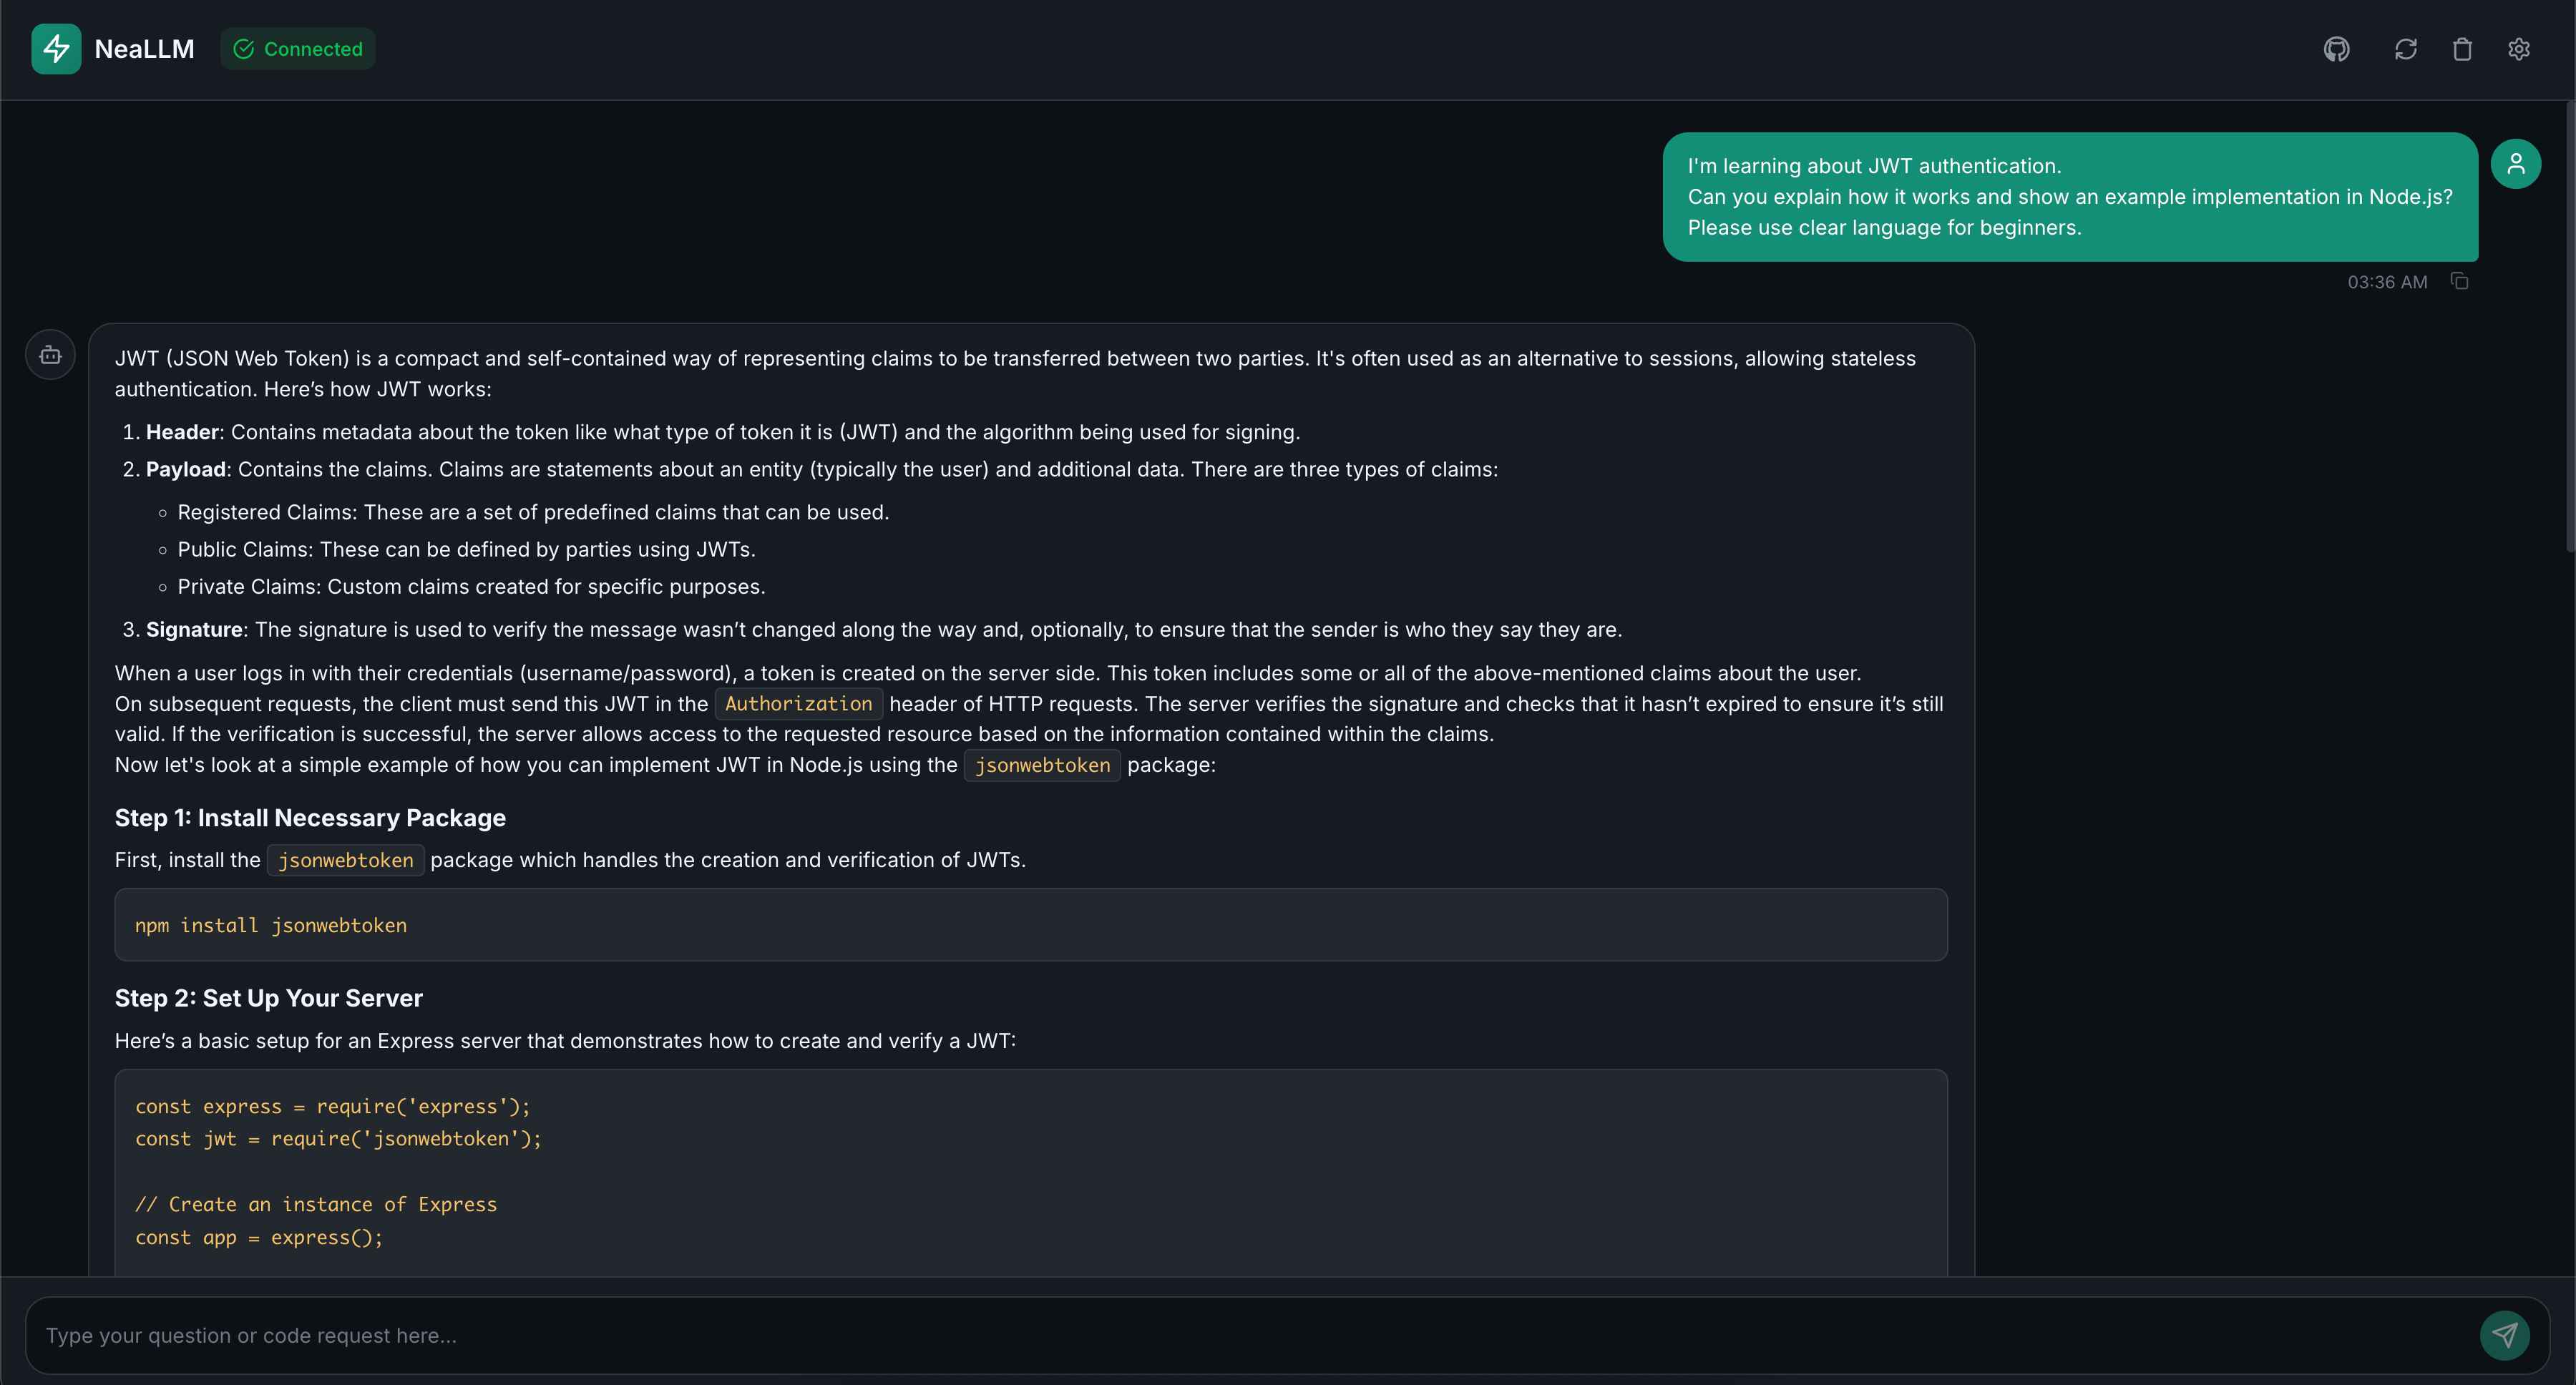 NeaLLM
Connected
I'm learning about JWT authentication.
Can you explain how it works and show an example implementation in Node.js?
Please use clear language for beginners.
03:36 AM
JWT (JSON Web Token) is a compact and self-contained way of representing claims to be transferred between two parties. It's often used as an alternative to sessions, allowing stateless
authentication. Here’s how JWT works:
1. Header: Contains metadata about the token like what type of token it is (JWT) and the algorithm being used for signing.
2. Payload: Contains the claims. Claims are statements about an entity (typically the user) and additional data. There are three types of claims:
◦ Registered Claims: These are a set of predefined claims that can be used.
◦ Public Claims: These can be defined by parties using JWTs.
◦ Private Claims: Custom claims created for specific purposes.
3. Signature: The signature is used to verify the message wasn’t changed along the way and, optionally, to ensure that the sender is who they say they are.
When a user logs in with their credentials (username/password), a token is created on the server side. This token includes some or all of the above-mentioned claims about the user.
On subsequent requests, the client must send this JWT in the Authorization header of HTTP requests. The server verifies the signature and checks that it hasn’t expired to ensure it’s still
valid. If the verification is successful, the server allows access to the requested resource based on the information contained within the claims.
Now let's look at a simple example of how you can implement JWT in Node.js using the jsonwebtoken package:
Step 1: Install Necessary Package
First, install the jsonwebtoken package which handles the creation and verification of JWTs.
npm install jsonwebtoken
Step 2: Set Up Your Server
Here’s a basic setup for an Express server that demonstrates how to create and verify a JWT:
const express = require('express');
const jwt = require('jsonwebtoken');
// Create an instance of Express
const app = express();
Type your question or code request here...